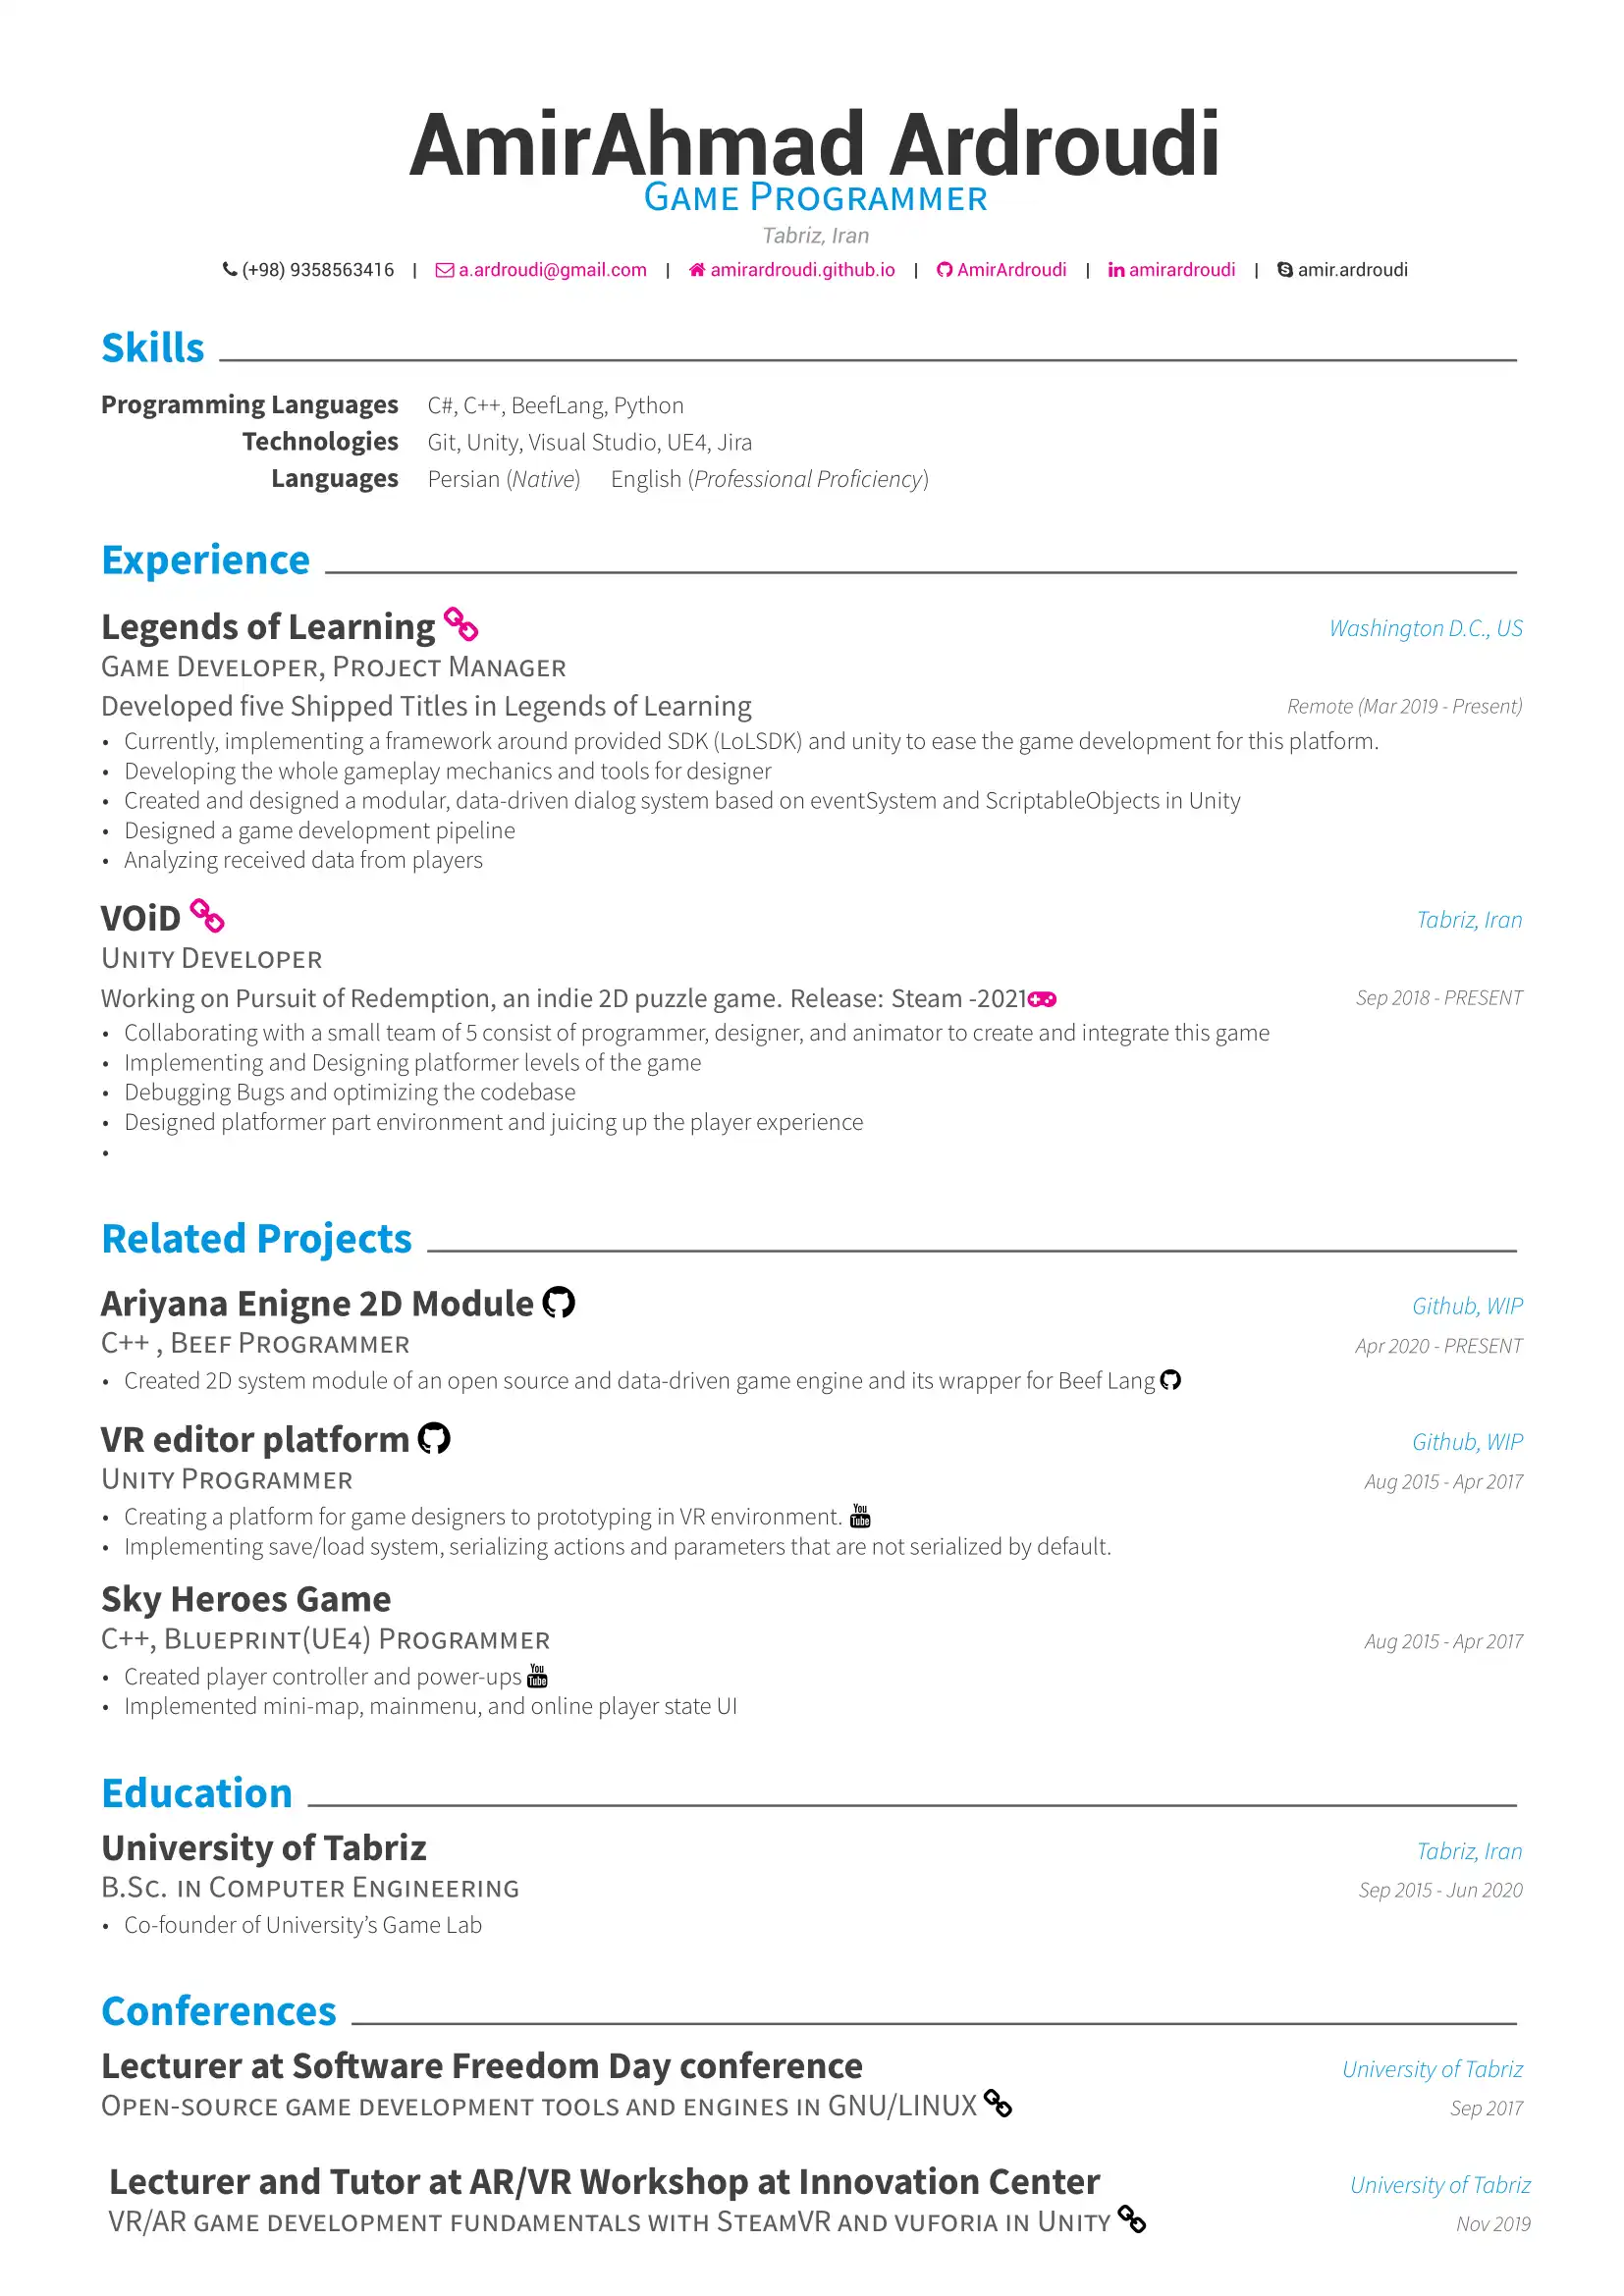 AmirAhmad Ardroudi
Game Programmer
Tabriz, Iran
(+98) 9358563416 | a.ardroudi@gmail.com | amirardroudi.github.io | AmirArdroudi | amirardroudi | amir.ardroudi
Skills
Programming Languages C#, C++, BeefLang, Python
Technologies Git, Unity, Visual Studio, UE4, Jira
Languages Persian (Native) English (Professional Proficiency)
Experience
Legends of Learning Washington D.C., US
Game Developer, Project Manager
Developed five Shipped Titles in Legends of Learning Remote (Mar 2019 - Present)
• Currently, implementing a framework around provided SDK (LoLSDK) and unity to ease the game development for this platform.
• Developing the whole gameplay mechanics and tools for designer
• Created and designed a modular, data-driven dialog system based on eventSystem and ScriptableObjects in Unity
• Designed a game development pipeline
• Analyzing received data from players
VOiD Tabriz, Iran
Unity Developer
Working on Pursuit of Redemption, an indie 2D puzzle game. Release: Steam -2021 Sep 2018 - PRESENT
• Collaborating with a small team of 5 consist of programmer, designer, and animator to create and integrate this game
• Implementing and Designing platformer levels of the game
• Debugging Bugs and optimizing the codebase
• Designed platformer part environment and juicing up the player experience
•
Related Projects
Ariyana Enigne 2D Module Github, WIP
C++ , Beef Programmer Apr 2020 - PRESENT
• Created 2D system module of an open source and data-driven game engine and its wrapper for Beef Lang
VR editor platform Github, WIP
Unity Programmer Aug 2015 - Apr 2017
• Creating a platform for game designers to prototyping in VR environment. You Tube
• Implementing save/load system, serializing actions and parameters that are not serialized by default.
Sky Heroes Game
C++, Blueprint(UE4) Programmer Aug 2015 - Apr 2017
• Created player controller and power-ups You Tube
• Implemented mini-map, mainmenu, and online player state UI
Education
University of Tabriz Tabriz, Iran
B.Sc. in Computer Engineering Sep 2015 - Jun 2020
• Co-founder of University’s Game Lab
Conferences
Lecturer at Software Freedom Day conference University of Tabriz
Open-source game development tools and engines in GNU/LINUX Sep 2017
Lecturer and Tutor at AR/VR Workshop at Innovation Center University of Tabriz
VR/AR game development fundamentals with SteamVR and vuforia in Unity Nov 2019